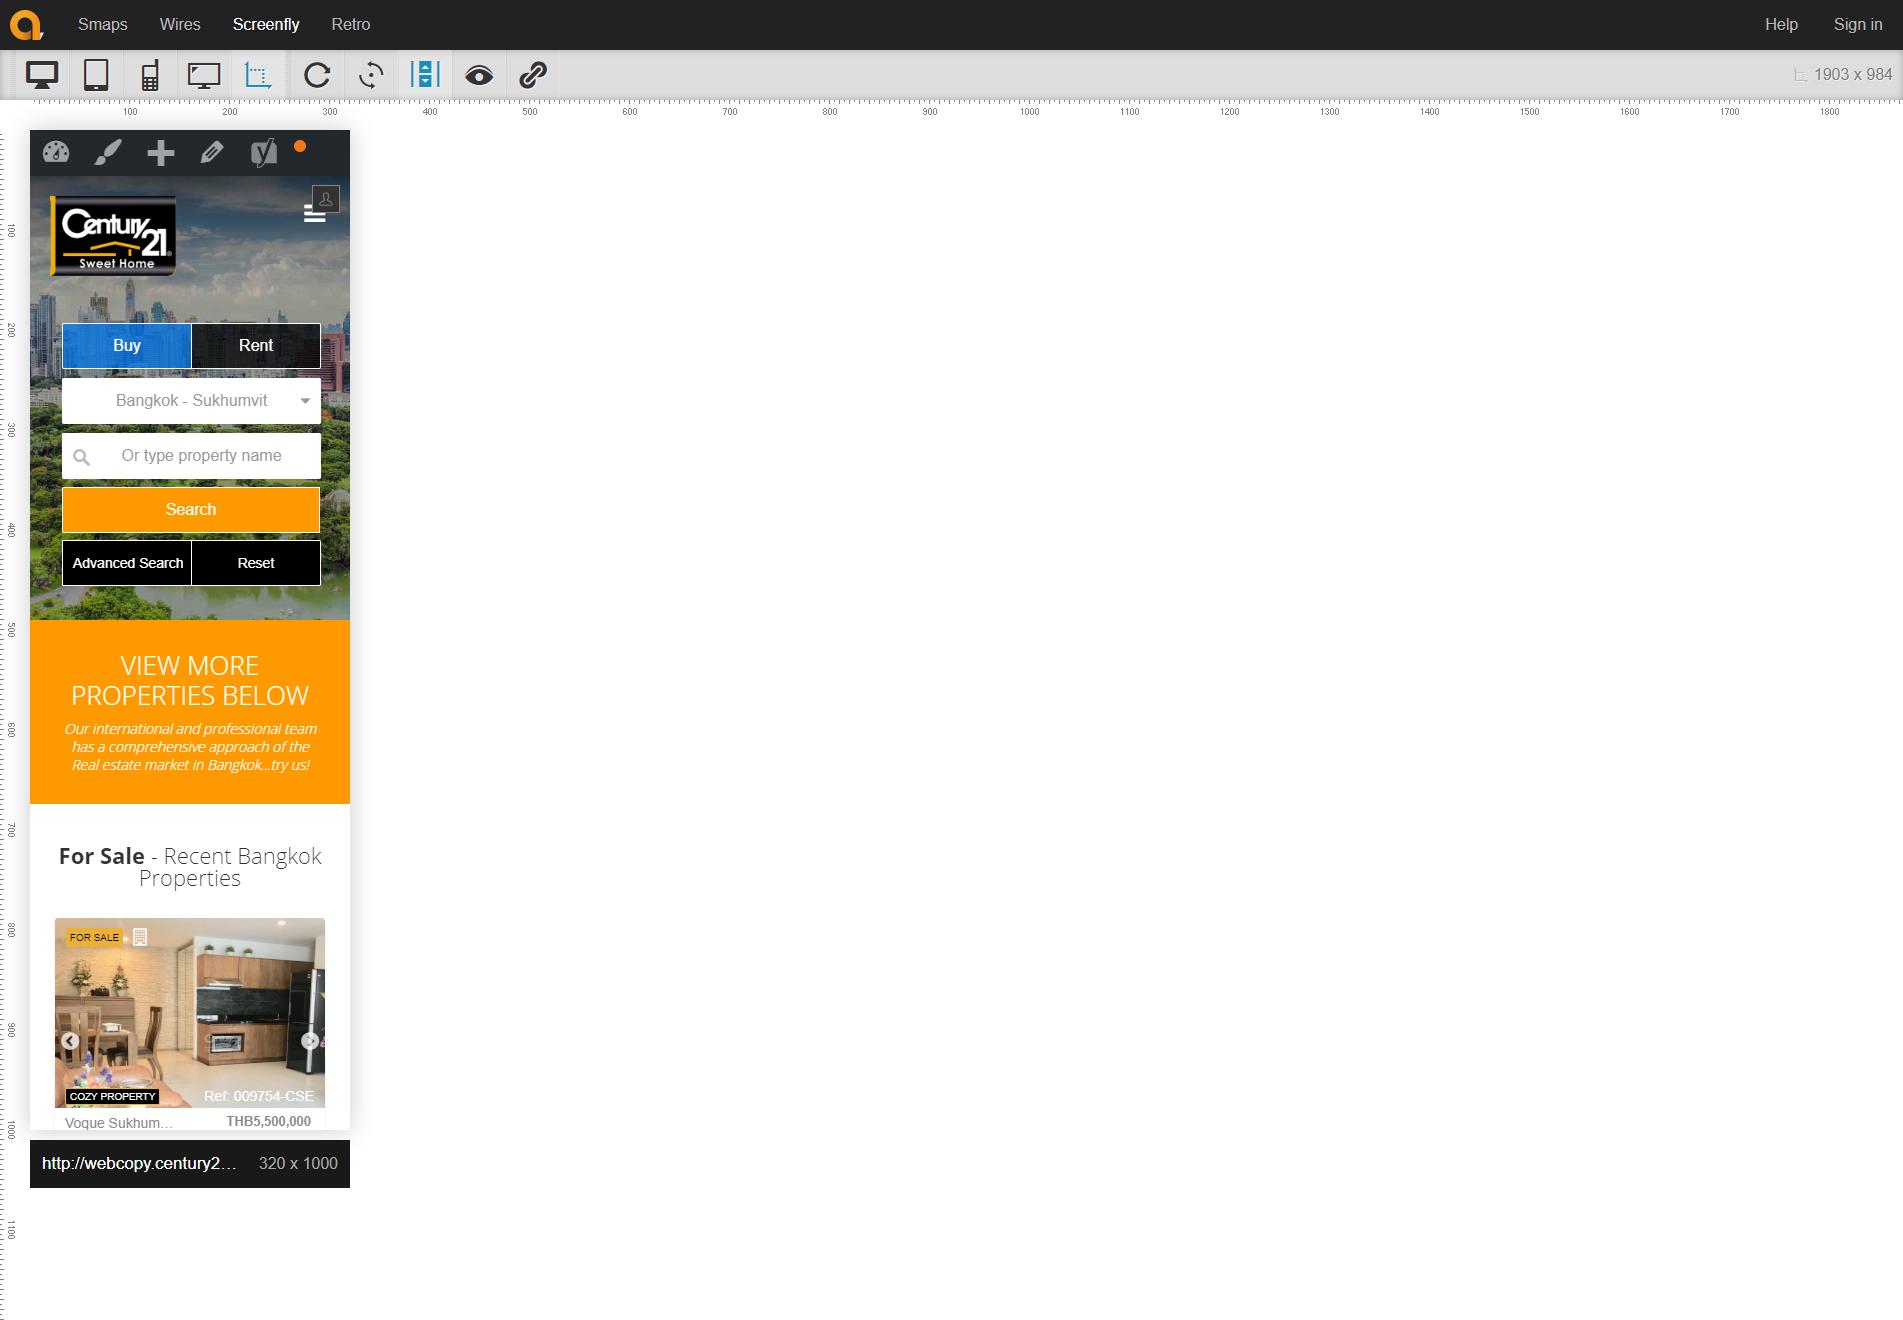 Smaps Wires Screenfly Retro Help Sign in
1903 x 984
100 200 300 400 500 600 700 800 900 1000 1100 1200 1300 1400 1500 1600 1700 1800
Century 21
Sweet Home
100
200
Buy Rent
Bangkok - Sukhumvit
300
Or type property name
Search
400
Advanced Search Reset
500
VIEW MORE
PROPERTIES BELOW
600
Our international and professional team
has a comprehensive approach of the
Real estate market in Bangkok...try us!
700
For Sale - Recent Bangkok
Properties
800
FOR SALE
900
COZY PROPERTY Ref: 009754-CSE
Voque Sukhum... THB5,500,000
1000
http://webcopy.century2... 320 x 1000
1100